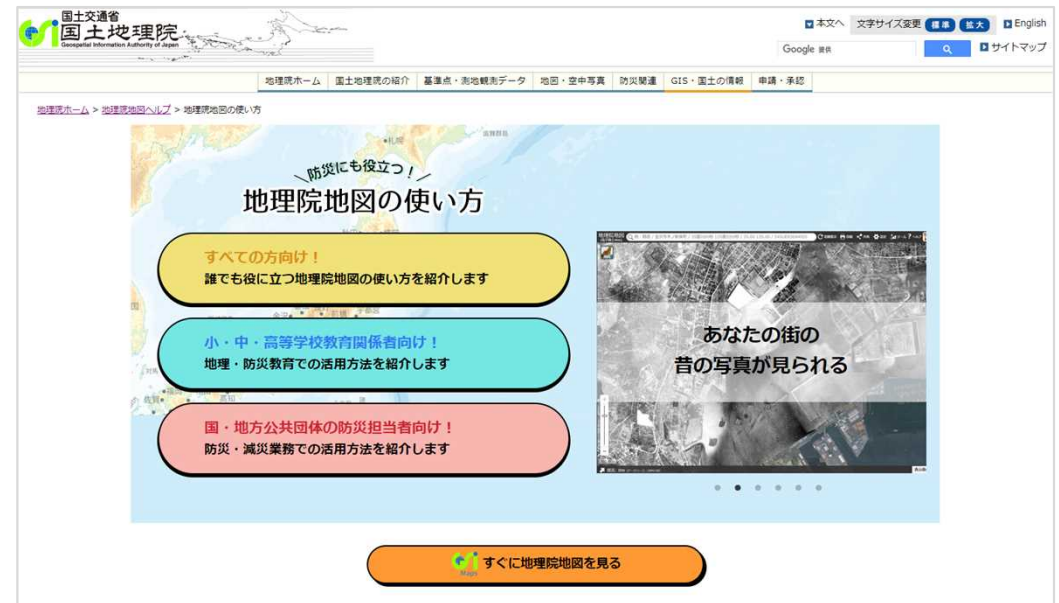 国土交通省
国土地理院
Geospatial Information Authority of Japan
本文へ 文字サイズ変更 標準 拡大 English
Google 提供
サイトマップ
地理院ホーム 国土地理院の紹介 基準点・測地観測データ 地図・空中写真 防災関連 GIS・国土の情報 申請・承認
地理院ホーム > 地理院地図ヘルプ > 地理院地図の使い方
札幌
防災にも役立つ!
地理院地図の使い方
すべての方向け!
誰でも役に立つ地理院地図の使い方を紹介します
小・中・高等学校教育関係者向け!
地理・防災教育での活用方法を紹介します
国・地方公共団体の防災担当者向け!
防災・減災業務での活用方法を紹介します
あなたの街の
昔の写真が見られる
Maps
すぐに地理院地図を見る